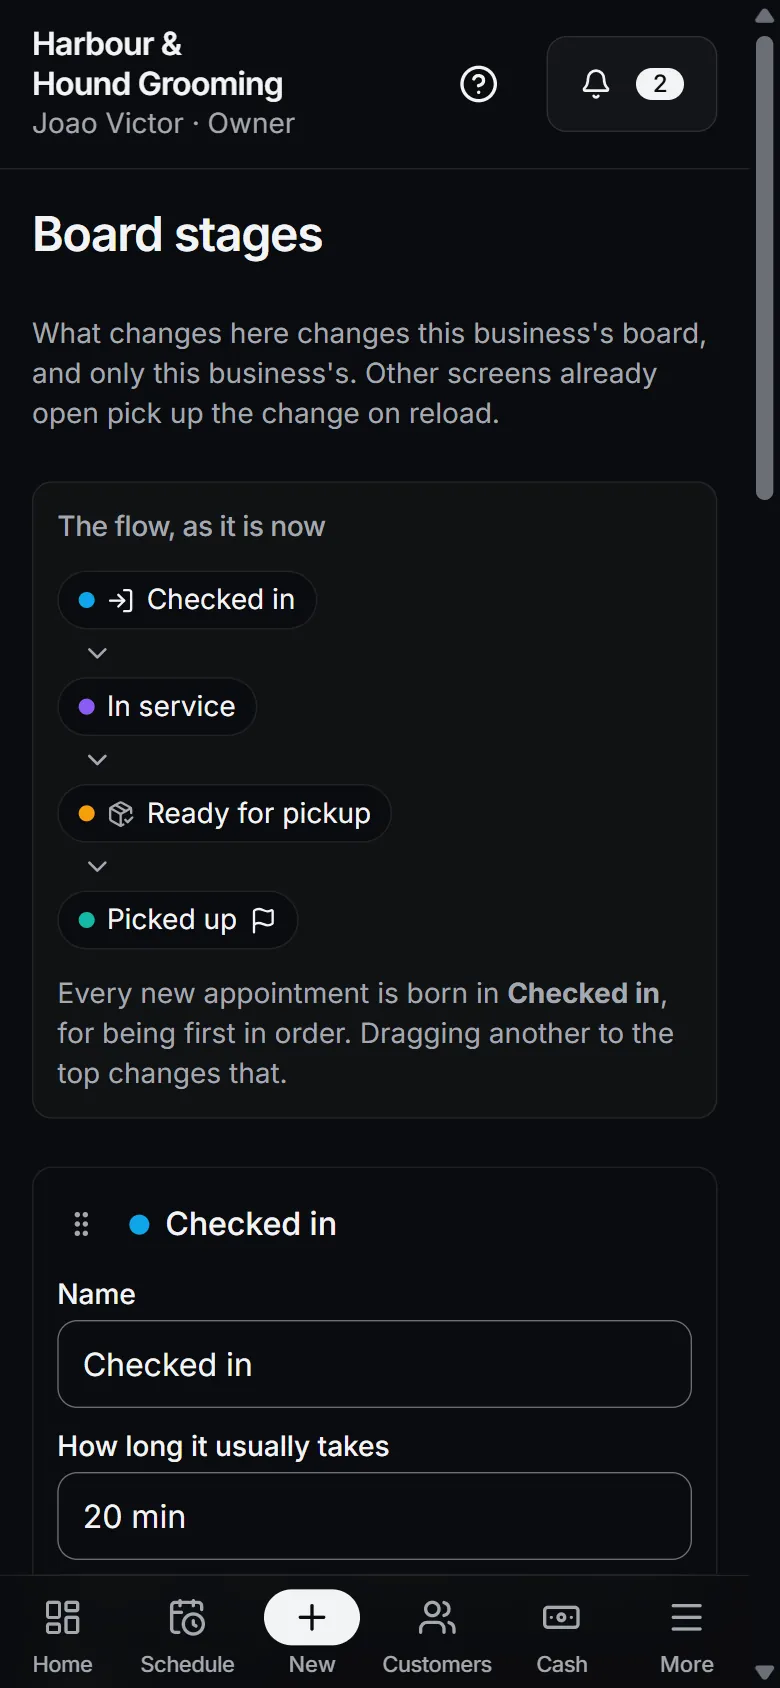 Harbour &
Hound Grooming
Joao Victor · Owner
2
Board stages
What changes here changes this business's board,
and only this business's. Other screens already
open pick up the change on reload.
The flow, as it is now
Checked in
In service
Ready for pickup
Picked up
Every new appointment is born in Checked in,
for being first in order. Dragging another to the
top changes that.
Checked in
Name
Checked in
How long it usually takes
20 min
Home Schedule New Customers Cash More